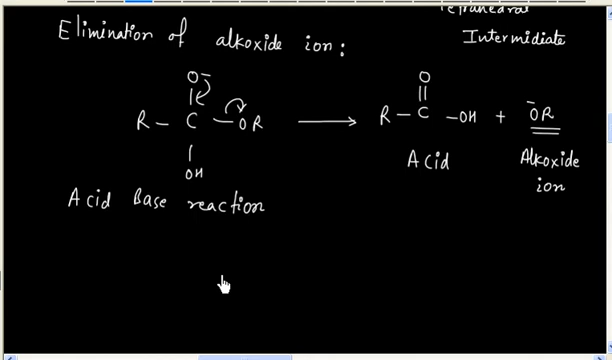 Tetrahedral
Intermidiate
Elimination of alkoxide ion:
O-
R - C - OR
OH
O
R - C - OH + -OR
Acid
Alkoxide
ion
Acid Base reaction